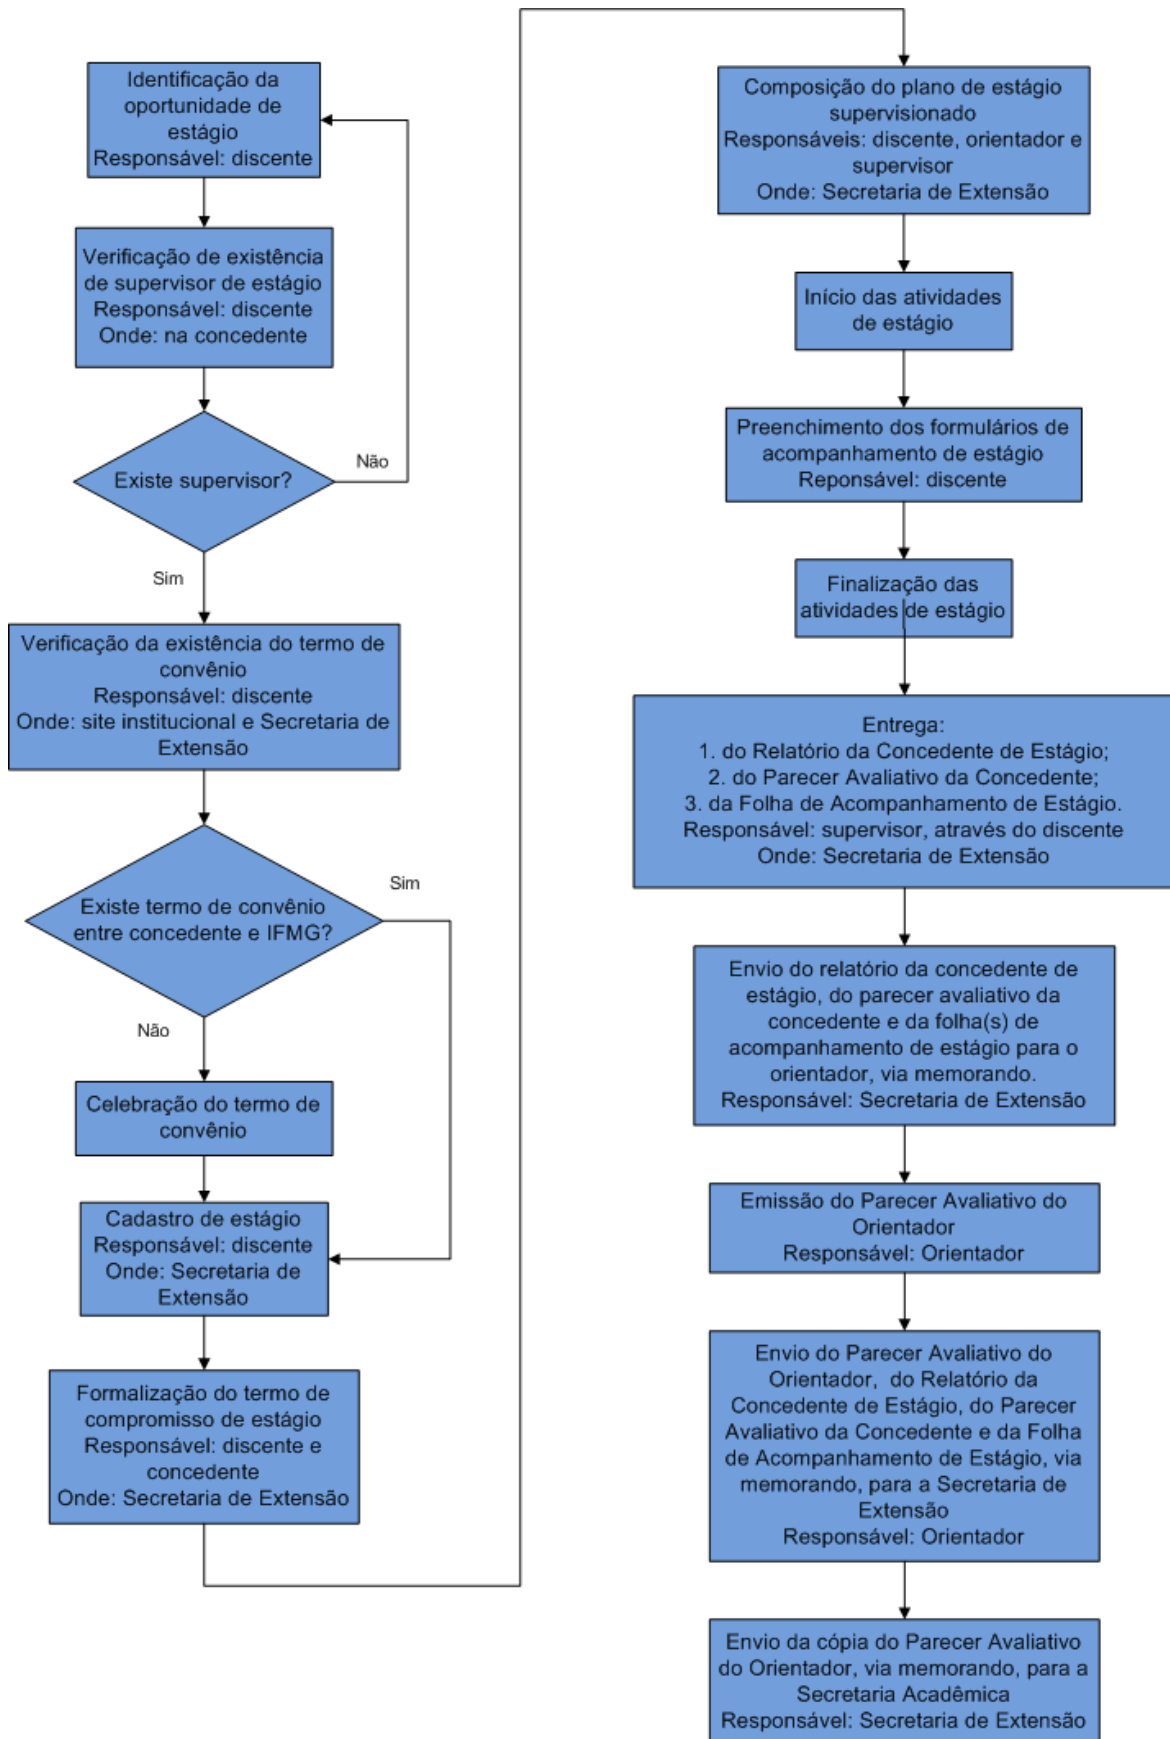 Identificação da
oportunidade de
estágio
Responsável: discente
Verificação de existência
de supervisor de estágio
Responsável: discente
Onde: na concedente
Existe supervisor?
Não
Sim
Verificação da existência do termo de
convênio
Responsável: discente
Onde: site institucional e Secretaria de
Extensão
Existe termo de convênio
entre concedente e IFMG?
Sim
Não
Celebração do termo de
convênio
Cadastro de estágio
Responsável: discente
Onde: Secretaria de
Extensão
Formalização do termo de
compromisso de estágio
Responsável: discente e
concedente
Onde: Secretaria de Extensão
Composição do plano de estágio
supervisionado
Responsáveis: discente, orientador e
supervisor
Onde: Secretaria de Extensão
Início das atividades
de estágio
Preenchimento dos formulários de
acompanhamento de estágio
Reponsável: discente
Finalização das
atividades de estágio
Entrega:
1. do Relatório da Concedente de Estágio;
2. do Parecer Avaliativo da Concedente;
3. da Folha de Acompanhamento de Estágio.
Responsável: supervisor, através do discente
Onde: Secretaria de Extensão
Envio do relatório da concedente de
estágio, do parecer avaliativo da
concedente e da folha(s) de
acompanhamento de estágio para o
orientador, via memorando.
Responsável: Secretaria de Extensão
Emissão do Parecer Avaliativo do
Orientador
Responsável: Orientador
Envio do Parecer Avaliativo do
Orientador, do Relatório da
Concedente de Estágio, do Parecer
Avaliativo da Concedente e da Folha
de Acompanhamento de Estágio, via
memorando, para a Secretaria de
Extensão
Responsável: Orientador
Envio da cópia do Parecer Avaliativo
do Orientador, via memorando, para a
Secretaria Acadêmica
Responsável: Secretaria de Extensão